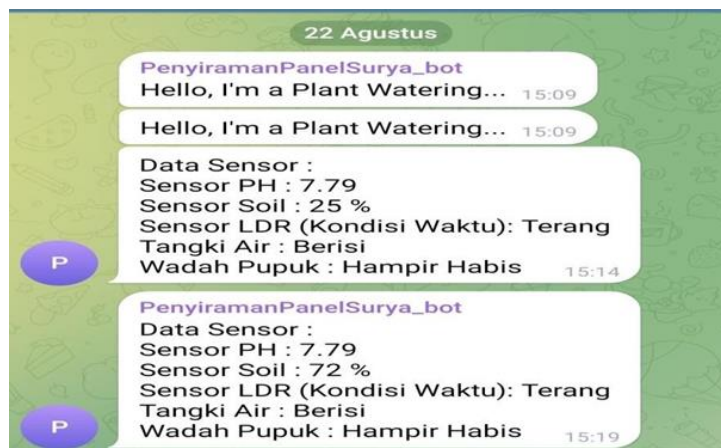 22 Agustus
PenyiramanPanelSurya_bot
Hello, I'm a Plant Watering... 15:09
Hello, I'm a Plant Watering... 15:09
Data Sensor :
Sensor PH : 7.79
Sensor Soil : 25 %
Sensor LDR (Kondisi Waktu): Terang
Tangki Air : Berisi
P
Wadah Pupuk : Hampir Habis 15:14
PenyiramanPanelSurya_bot
Data Sensor :
Sensor PH : 7.79
Sensor Soil : 72 %
Sensor LDR (Kondisi Waktu): Terang
Tangki Air : Berisi
P
Wadah Pupuk : Hampir Habis 15:19